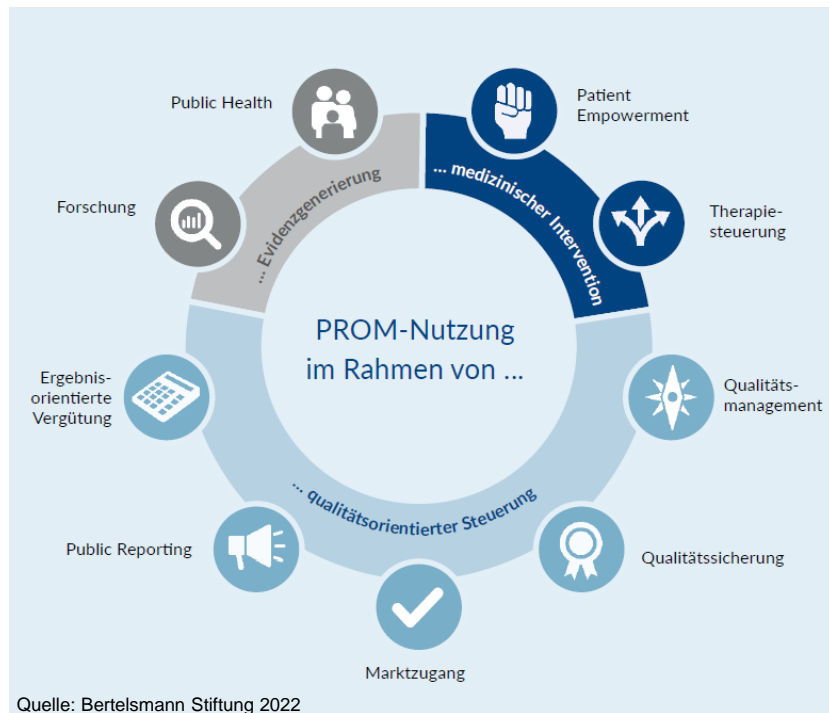 Public Health
Patient
Empowerment
... Evidenzgenerierung
... medizinischer Intervention
Forschung
Therapie-
steuerung
PROM-Nutzung
im Rahmen von ...
Ergebnis-
orientierte
Vergütung
Qualitäts-
management
... qualitätsorientierter Steuerung
Public Reporting
Qualitätssicherung
Marktzugang
Quelle: Bertelsmann Stiftung 2022